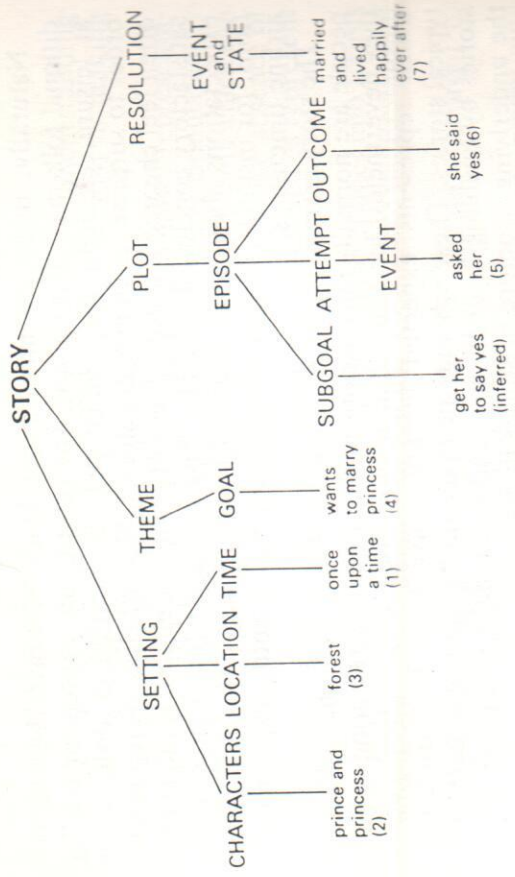 STORY
SETTING THEME PLOT RESOLUTION
CHARACTERS LOCATION TIME GOAL EPISODE EVENT
and
STATE
SUBGOAL ATTEMPT OUTCOME
EVENT
prince and
princess
(2)
forest
(3)
once
upon
a time
(1)
wants
to marry
princess
(4)
get her
to say yes
(inferred)
asked
her
(5)
she said
yes (6)
married
and
lived
happily
ever after
(7)